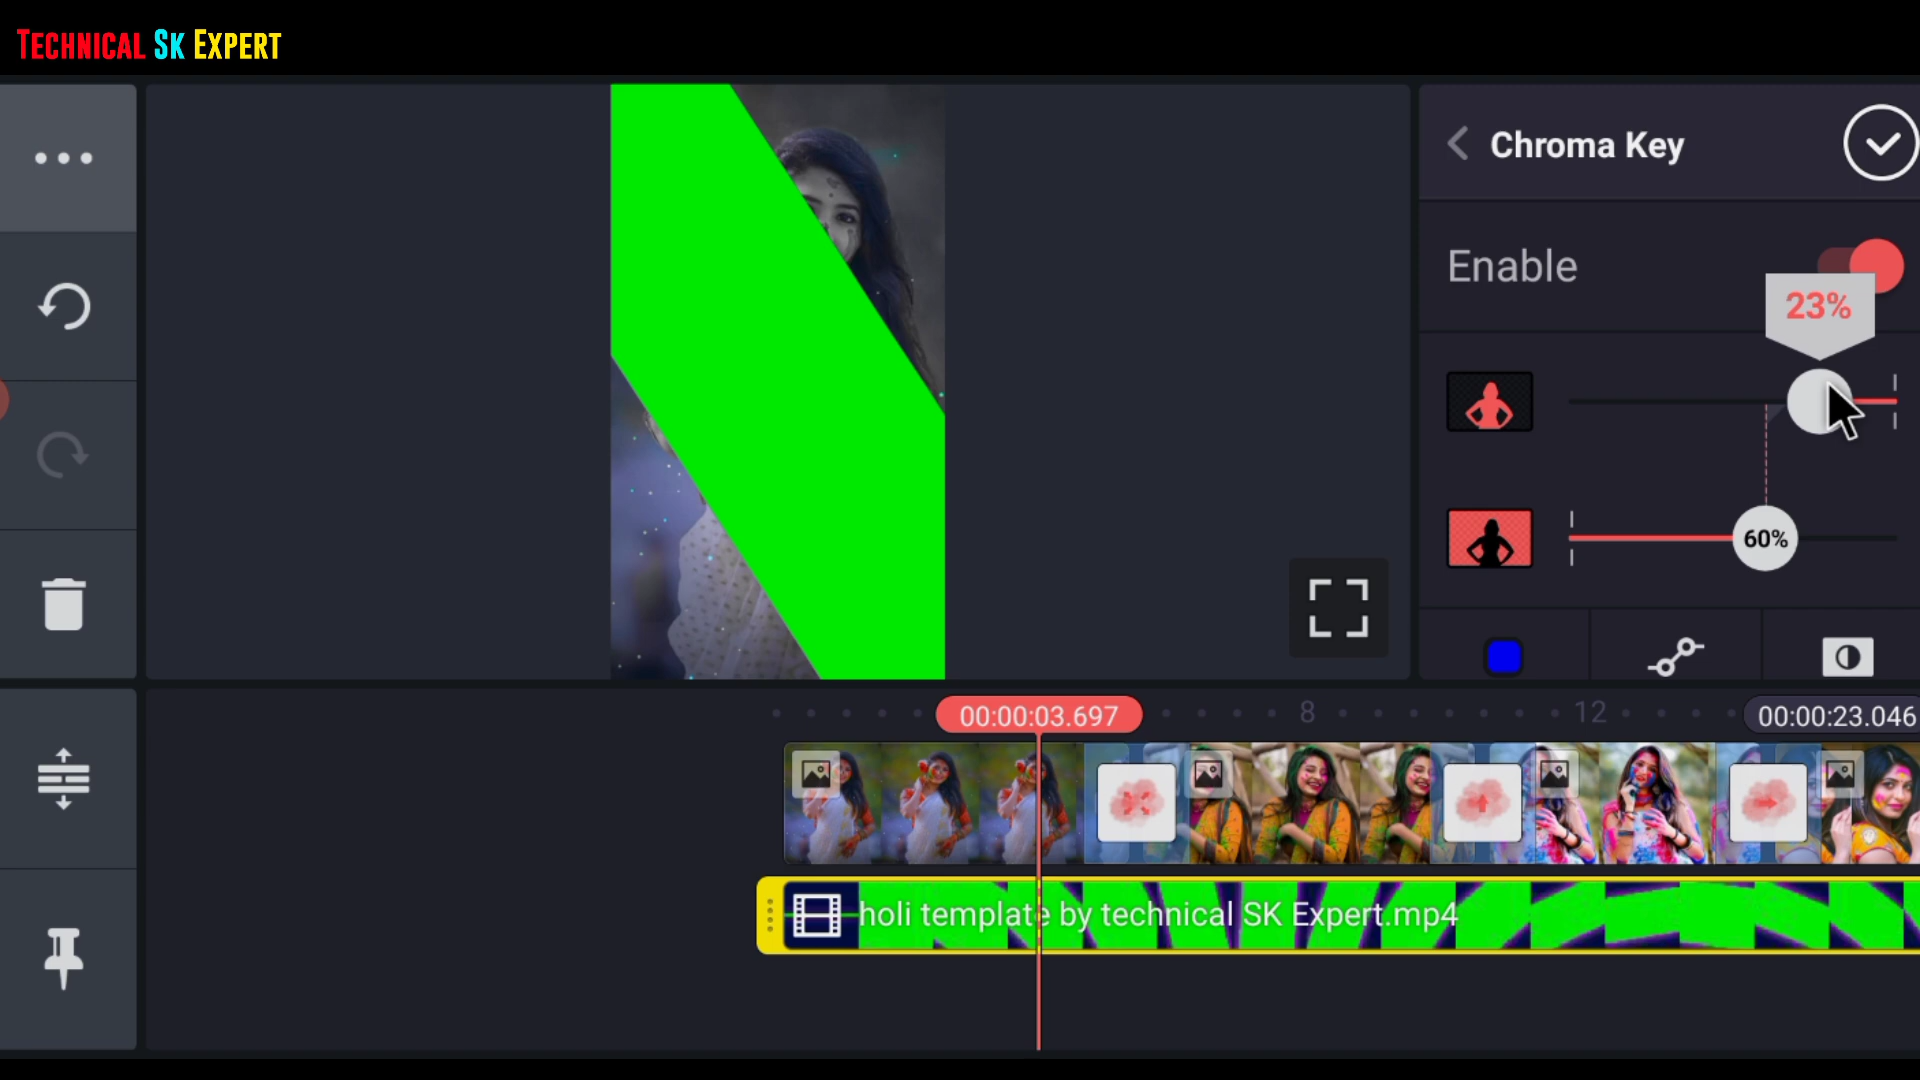 TECHNICAL SK EXPERT
Chroma Key
Enable
23%
60%
00:00:03.697
8
12
00:00:23.046
holi template by technical SK Expert.mp4